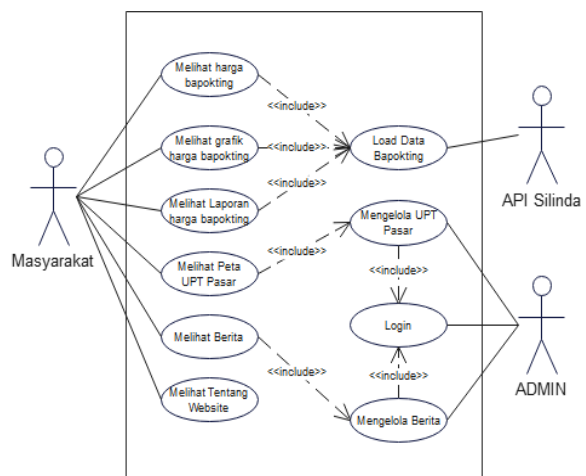 Melihat harga
bapokting
<<include>>
Melihat grafik
harga bapokting
<<include>>
Load Data
Bapokting
API Silinda
<<include>>
Melihat Laporan
harga bapokting
Masyarakat
Mengelola UPT
Pasar
<<include>>
Melihat Peta
UPT Pasar
<<include>>
Login
Melihat Berita
<<include>>
<<include>>
ADMIN
Melihat Tentang
Website
Mengelola Berita